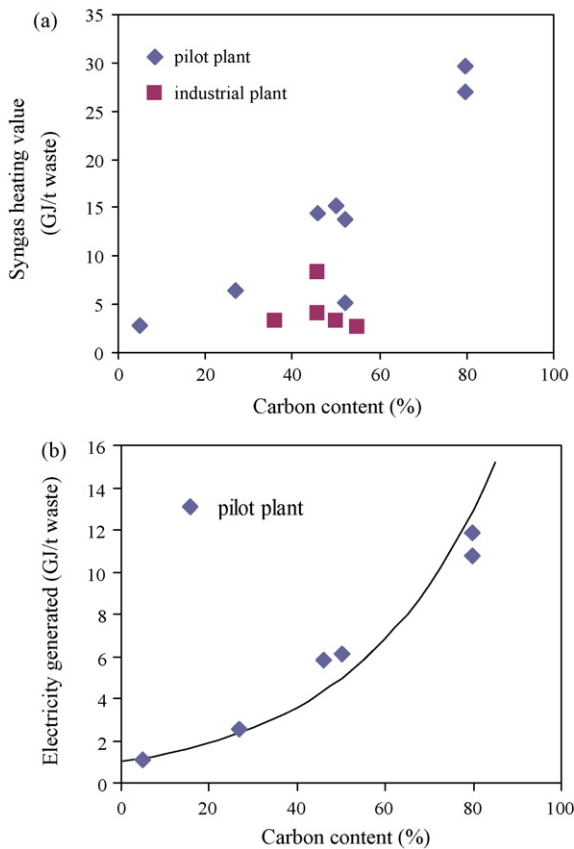 (a)
35
30
25
20
15
10
5
0
Syngas heating value
(GJ/t waste)
pilot plant
industrial plant
0 20 40 60 80 100
Carbon content (%)
(b)
16
14
12
10
8
6
4
2
0
Electricity generated (GJ/t waste)
pilot plant
0 20 40 60 80 100
Carbon content (%)